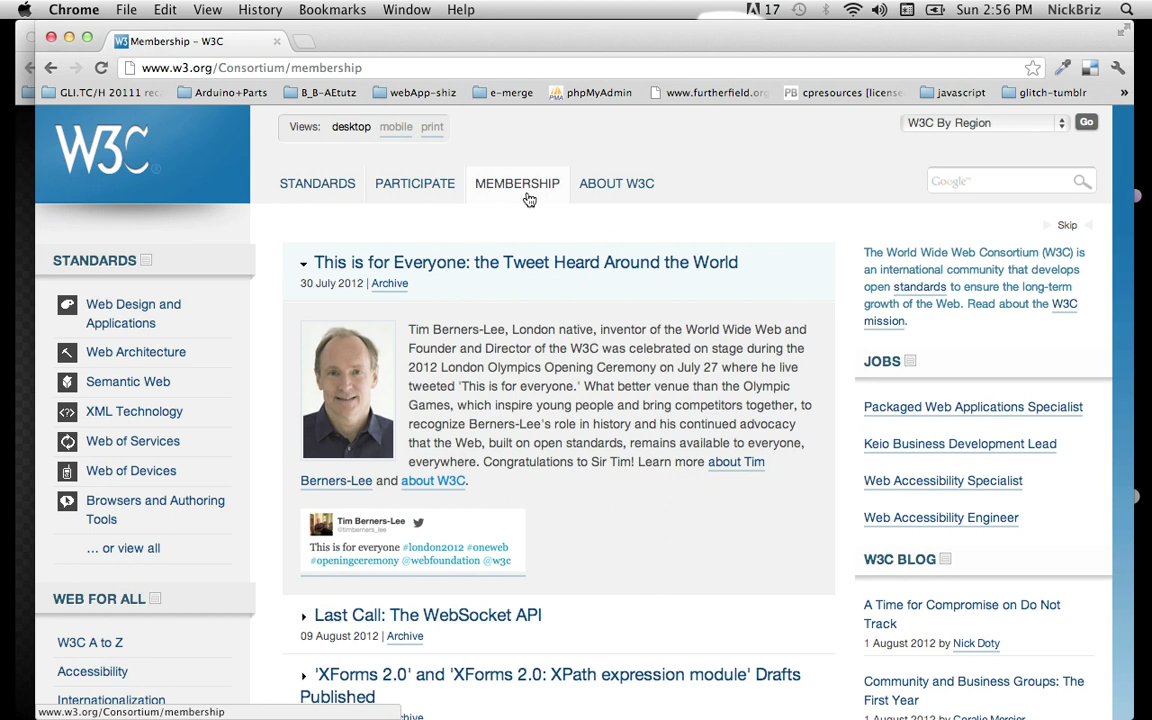 Chrome File Edit View History Bookmarks Window Help 17 Sun 2:56 PM NickBriz
Membership - W3C
www.w3.org/Consortium/membership
GLI.TC/H 20111 rec Arduino+Parts B_B-AEtutz webApp-shiz e-merge phpMyAdmin www.furtherfield.org cpresources [license javascript glitch-tumblr »
W3C
Views: desktop mobile print
W3C By Region Go
STANDARDS PARTICIPATE MEMBERSHIP ABOUT W3C
Google™
Skip
STANDARDS
Web Design and
Applications
Web Architecture
Semantic Web
XML Technology
Web of Services
Web of Devices
Browsers and Authoring
Tools
... or view all
WEB FOR ALL
W3C A to Z
Accessibility
Internationalization
This is for Everyone: the Tweet Heard Around the World
30 July 2012 | Archive
Tim Berners-Lee, London native, inventor of the World Wide Web and
Founder and Director of the W3C was celebrated on stage during the
2012 London Olympics Opening Ceremony on July 27 where he live
tweeted 'This is for everyone.' What better venue than the Olympic
Games, which inspire young people and bring competitors together, to
recognize Berners-Lee's role in history and his continued advocacy
that the Web, built on open standards, remains available to everyone,
everywhere. Congratulations to Sir Tim! Learn more about Tim
Berners-Lee and about W3C.
Tim Berners-Lee
@timberners_lee
This is for everyone #london2012 #oneweb
#openingceremony @webfoundation @w3c
Last Call: The WebSocket API
09 August 2012 | Archive
'XForms 2.0' and 'XForms 2.0: XPath expression module' Drafts
Published
The World Wide Web Consortium (W3C) is
an international community that develops
open standards to ensure the long-term
growth of the Web. Read about the W3C
mission.
JOBS
Packaged Web Applications Specialist
Keio Business Development Lead
Web Accessibility Specialist
Web Accessibility Engineer
W3C BLOG
A Time for Compromise on Do Not
Track
1 August 2012 by Nick Doty
Community and Business Groups: The
First Year
1 August 2012 by Coralie Mercier
www.w3.org/Consortium/membership